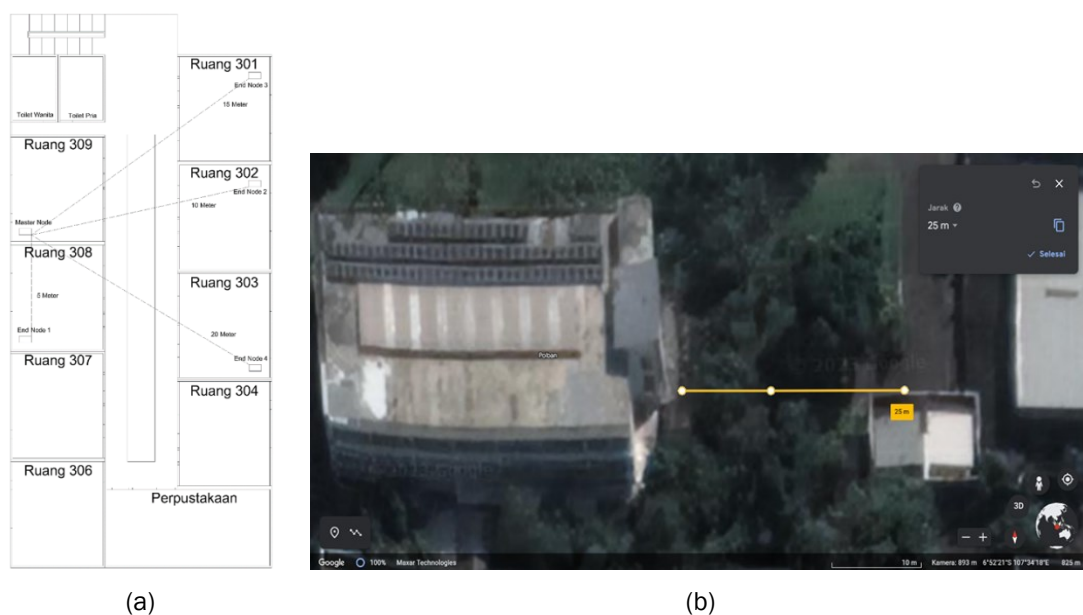 Ruang 301
End Node 3
15 Meter
Toilet Wanita
Toilet Pria
Ruang 309
Ruang 302
End Node 2
10 Meter
Master Node
Ruang 308
Ruang 303
5 Meter
End Node 1
20 Meter
End Node 4
Ruang 307
Ruang 304
Ruang 306
Perpustakaan
(a)
Jarak
25 m
Selesai
Polban
25 m
3D
Google
100%
Maxar Technologies
10 m
Kamera: 893 m
6°52'21"S 107°34'18"E
825 m
(b)